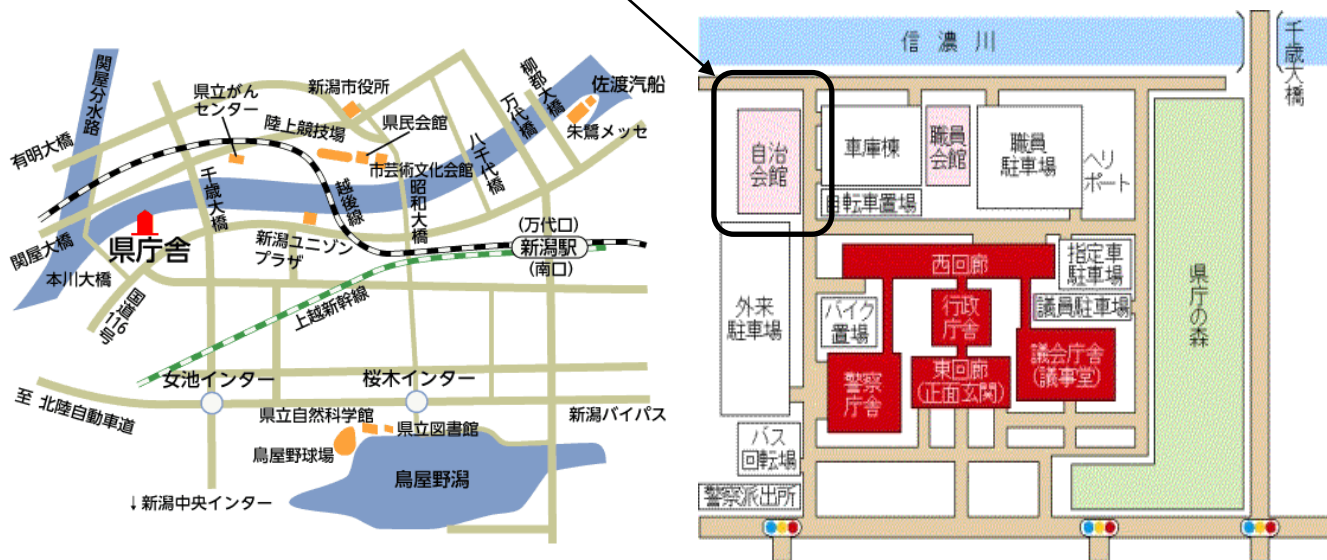 関屋分水路
有明大橋
県立がん
センター
新潟市役所
陸上競技場
県民会館
市芸術文化会館
柳都大橋
万代橋
八千代橋
佐渡汽船
朱鷺メッセ
千歳大橋
越後線
昭和大橋
関屋大橋
県庁舎
本川大橋
新潟ユニゾン
プラザ
(万代口)
新潟駅
(南口)
国道116号
上越新幹線
女池インター
桜木インター
至 北陸自動車道
新潟バイパス
県立自然科学館
県立図書館
鳥屋野球場
鳥屋野潟
↓新潟中央インター
信濃川
千歳大橋
自治
会館
車庫棟
職員
会館
職員
駐車場
ヘリ
ポート
自転車置場
西回廊
指定車
駐車場
外来
駐車場
バイク
置場
行政
庁舎
議員駐車場
県庁の森
警察
庁舎
東回廊
(正面玄関)
議会庁舎
(議事堂)
バス
回転場
警察派出所